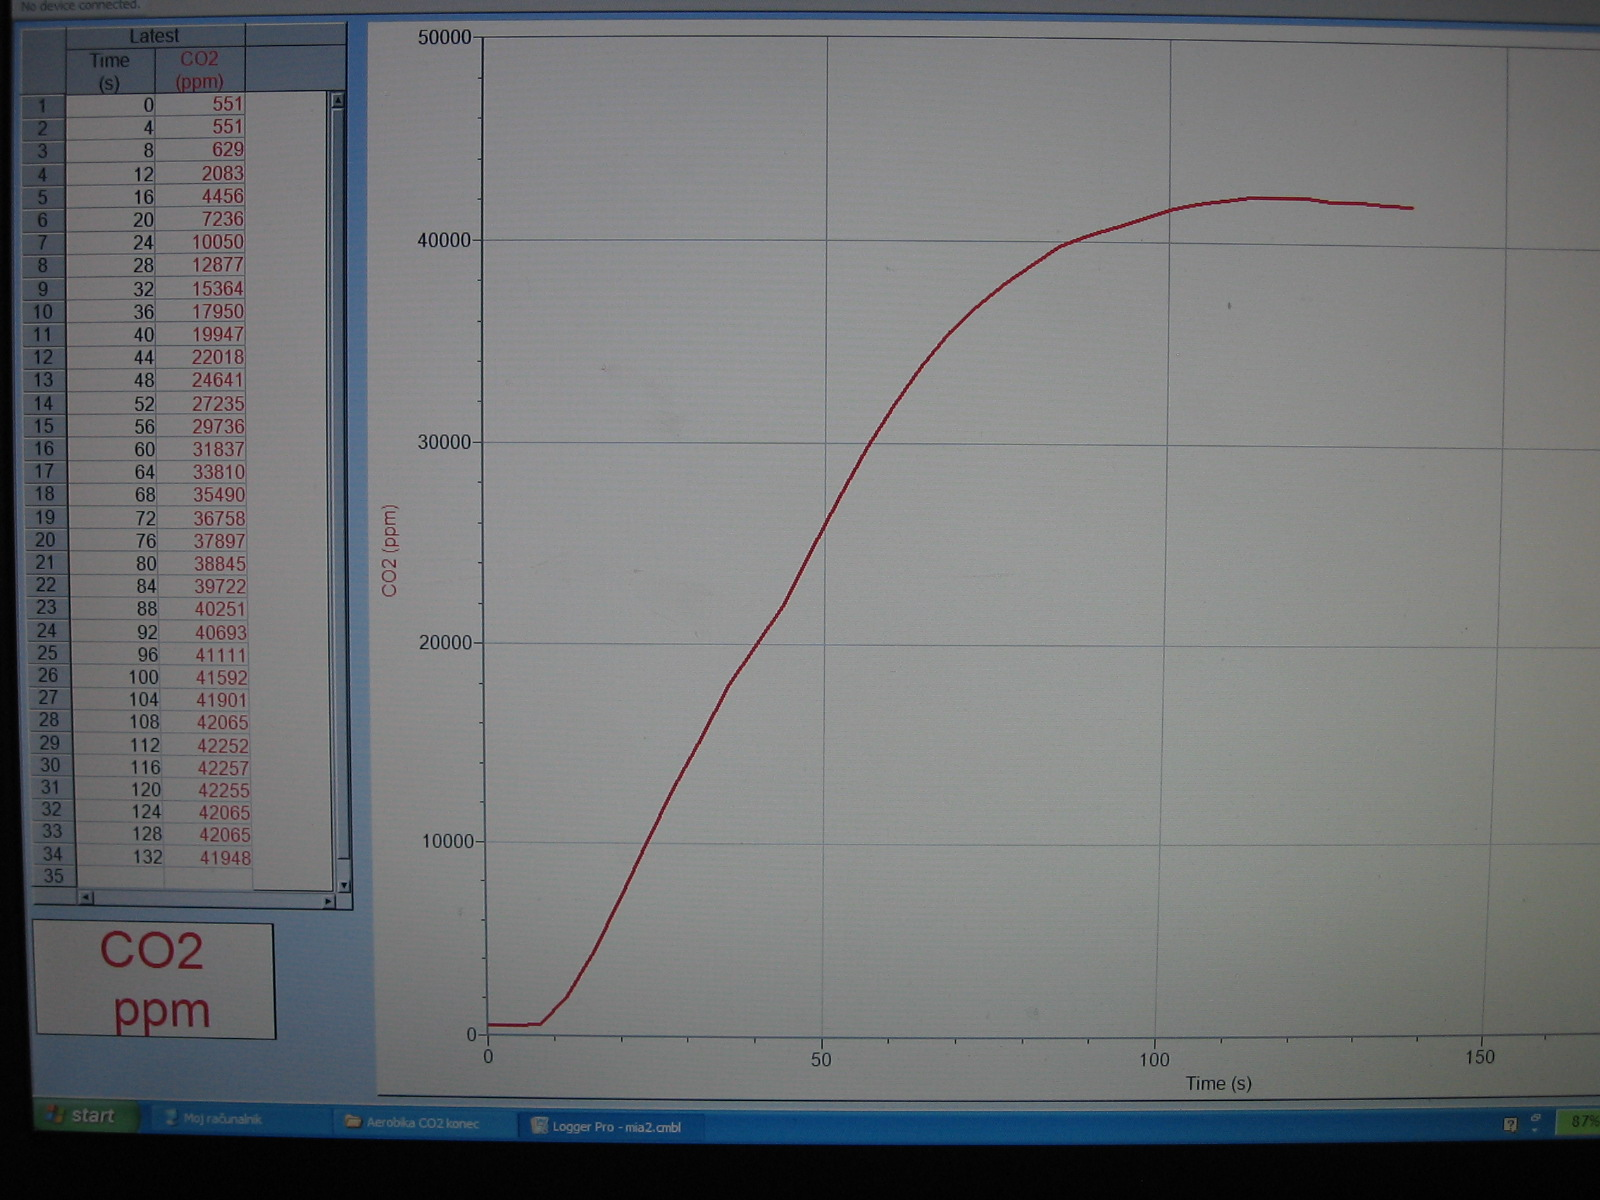 No device connected.
Latest
Time (s) CO2 (ppm)
1 0 551
2 4 551
3 8 629
4 12 2083
5 16 4456
6 20 7236
7 24 10050
8 28 12877
9 32 15364
10 36 17950
11 40 19947
12 44 22018
13 48 24641
14 52 27235
15 56 29736
16 60 31837
17 64 33810
18 68 35490
19 72 36758
20 76 37897
21 80 38845
22 84 39722
23 88 40251
24 92 40693
25 96 41111
26 100 41592
27 104 41901
28 108 42065
29 112 42252
30 116 42257
31 120 42255
32 124 42065
33 128 42065
34 132 41948
35
CO2
ppm
50000
40000
30000
20000
10000
0
CO2 (ppm)
0 50 100 150
Time (s)
start Moj računalnik Aerobika CO2 konec Logger Pro - mia2.cmbl 87%